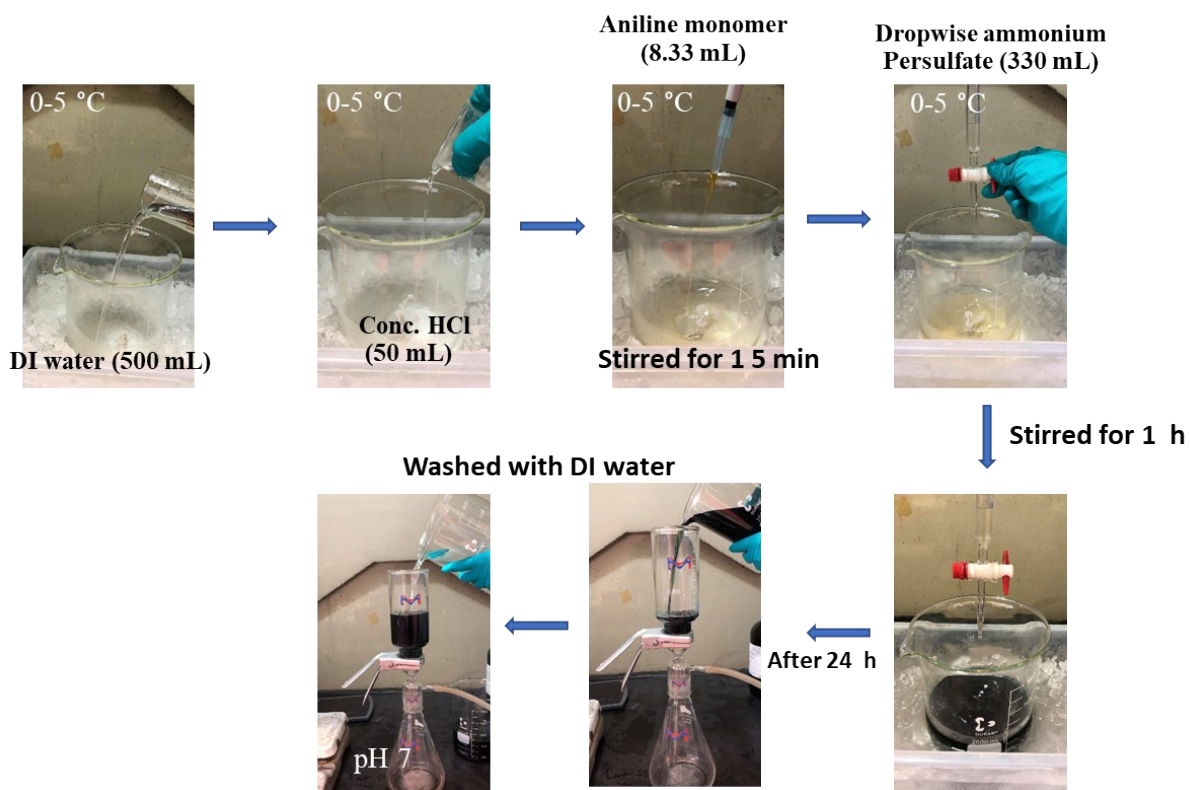 Aniline monomer
(8.33 mL)
Dropwise ammonium
Persulfate (330 mL)
0-5 °C
0-5 °C
0-5 °C
0-5 °C
DI water (500 mL)
Conc. HCl
(50 mL)
Stirred for 1 5 min
Stirred for 1 h
Washed with DI water
After 24 h
pH 7